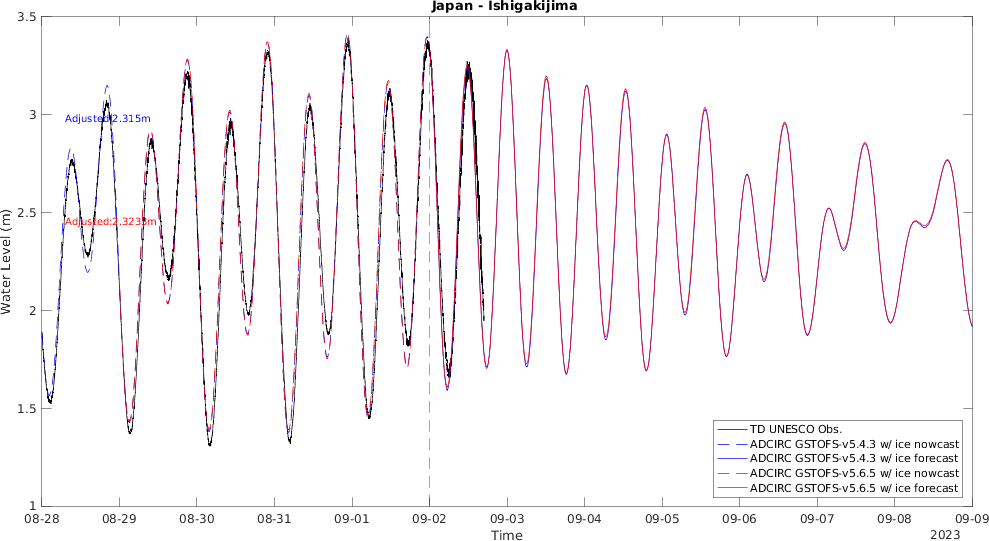 Japan - Ishigakijima
3.5
3
2.5
2
1.5
1
Water Level (m)
Adjusted:2.315m
Adjusted:2.3235m
TD UNESCO Obs.
ADCIRC GSTOFS-v5.4.3 w/ ice nowcast
ADCIRC GSTOFS-v5.4.3 w/ ice forecast
ADCIRC GSTOFS-v5.6.5 w/ ice nowcast
ADCIRC GSTOFS-v5.6.5 w/ ice forecast
08-28 08-29 08-30 08-31 09-01 09-02 09-03 09-04 09-05 09-06 09-07 09-08 09-09
Time
2023